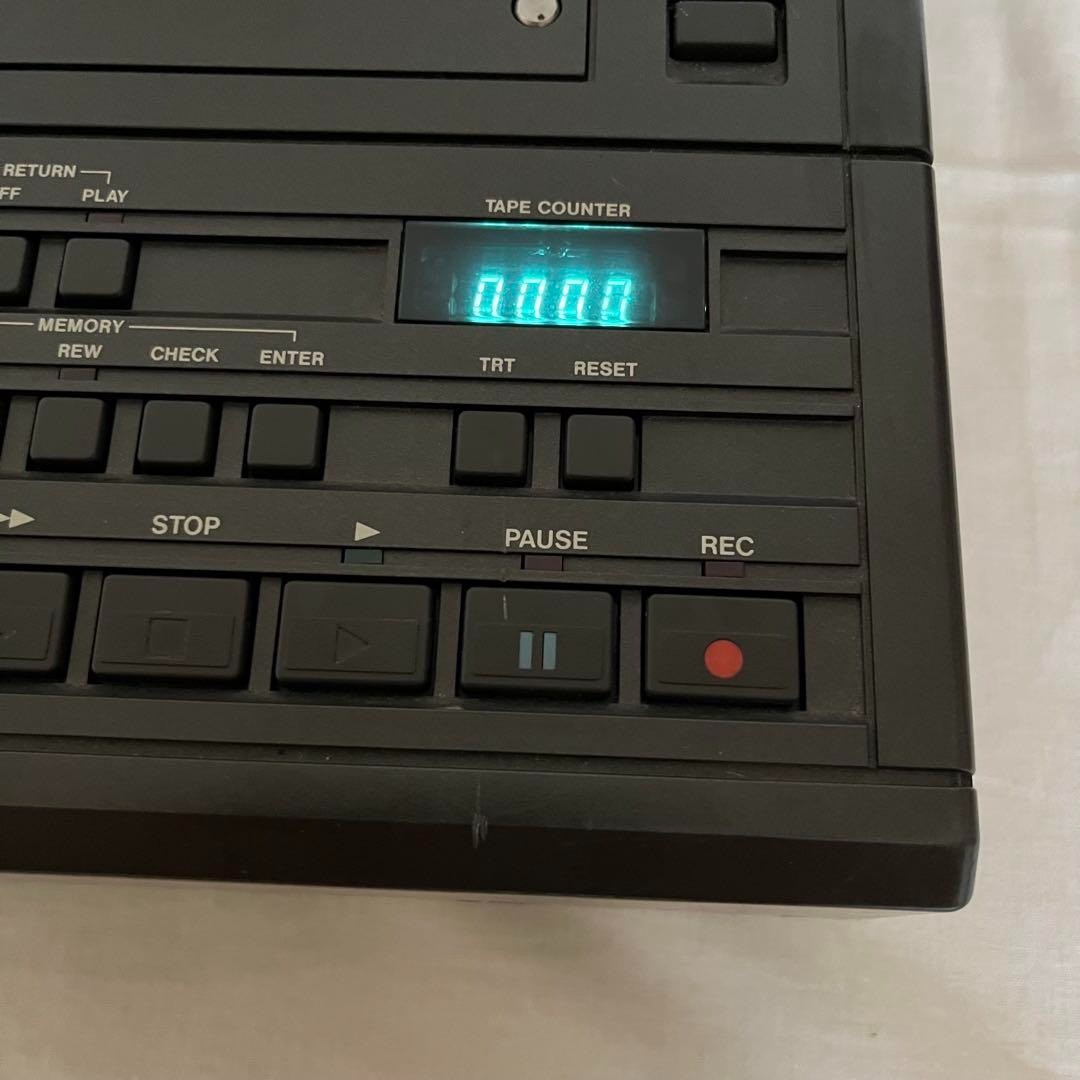 RETURN
FF PLAY
TAPE COUNTER
0000
MEMORY
REW CHECK ENTER
TRT RESET
STOP
PAUSE
REC